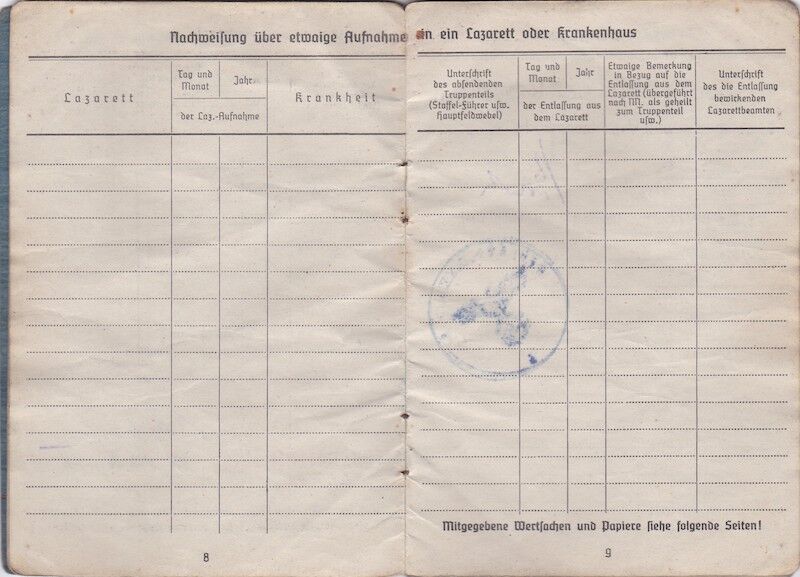 Nachweisung über etwaige Aufnahme in ein Lazarett oder Krankenhaus
Lazarett
Tag und
Monat
Jahr
der Laz.-Aufnahme
Krankheit
Unterschrift
des absendenden
Truppenteils
(Staffel-Führer usw.
Hauptfeldwebel)
Tag und
Monat
Jahr
der Entlassung aus
dem Lazarett
Etwaige Bemerkung
in Bezug auf die
Entlassung aus dem
Lazarett (übergeführt
nach NN. als geheilt
zum Truppenteil
usw.)
Unterschrift
des die Entlassung
bewirkenden
Lazarettbeamten
Mitgegebene Wertsachen und Papiere siehe folgende Seiten!
8
9